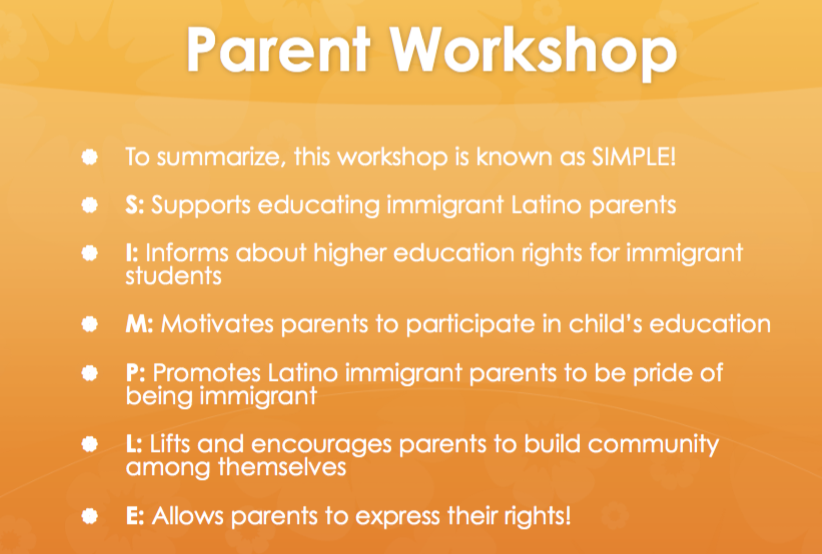 Parent Workshop
To summarize, this workshop is known as SIMPLE!
S: Supports educating immigrant Latino parents
I: Informs about higher education rights for immigrant
students
M: Motivates parents to participate in child's education
P: Promotes Latino immigrant parents to be pride of
being immigrant
L: Lifts and encourages parents to build community
among themselves
E: Allows parents to express their rights!